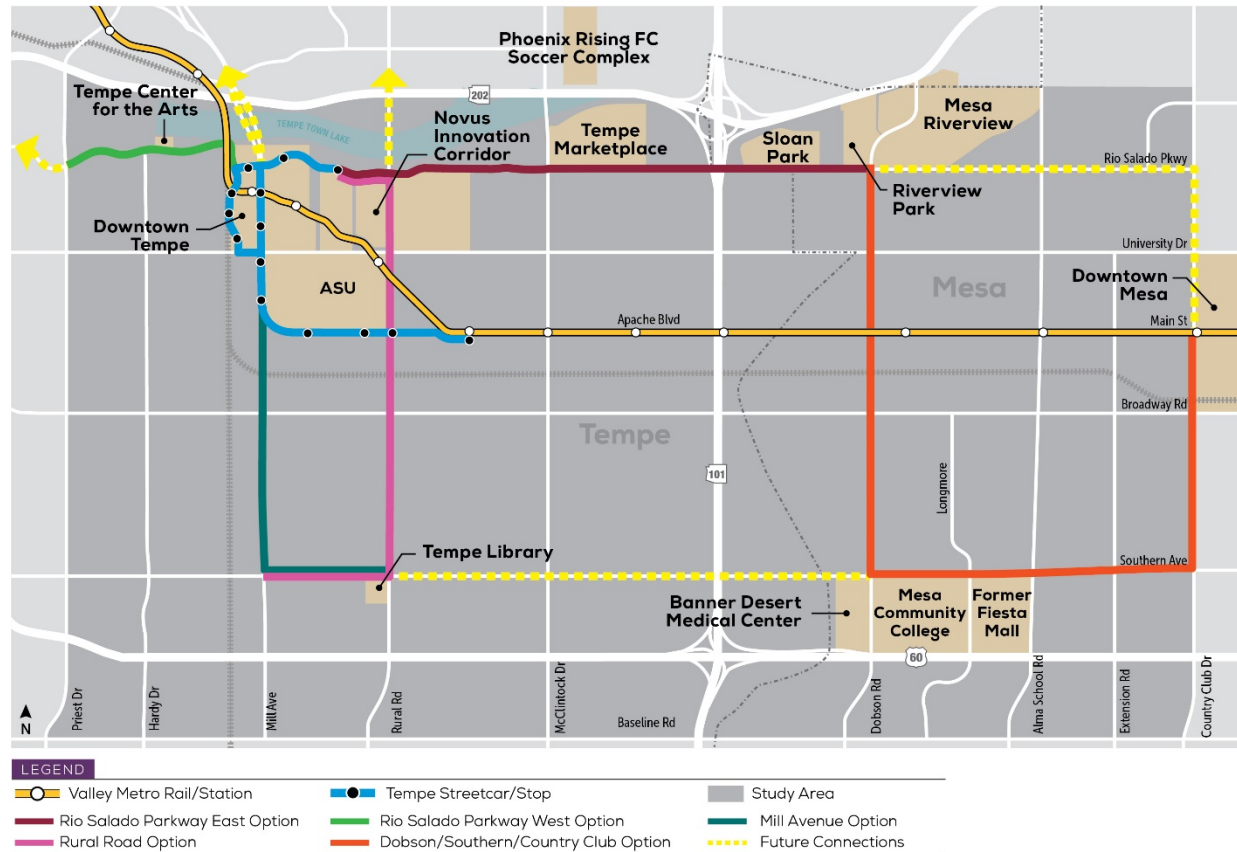 Phoenix Rising FC
Soccer Complex
Tempe Center
for the Arts
202
TEMPE TOWN LAKE
Novus
Innovation
Corridor
Tempe
Marketplace
Sloan
Park
Mesa
Riverview
Rio Salado Pkwy
Riverview
Park
Downtown
Tempe
University Dr
ASU
Mesa
Downtown
Mesa
Apache Blvd
Main St
Broadway Rd
Tempe
101
Longmore
Tempe Library
Southern Ave
Banner Desert
Medical Center
Mesa
Community
College
Former
Fiesta
Mall
60
N
Priest Dr
Hardy Dr
Mill Ave
Rural Rd
McClintock Dr
Baseline Rd
Dobson Rd
Alma School Rd
Extension Rd
Country Club Dr
LEGEND
Valley Metro Rail/Station
Tempe Streetcar/Stop
Study Area
Rio Salado Parkway East Option
Rio Salado Parkway West Option
Mill Avenue Option
Rural Road Option
Dobson/Southern/Country Club Option
Future Connections